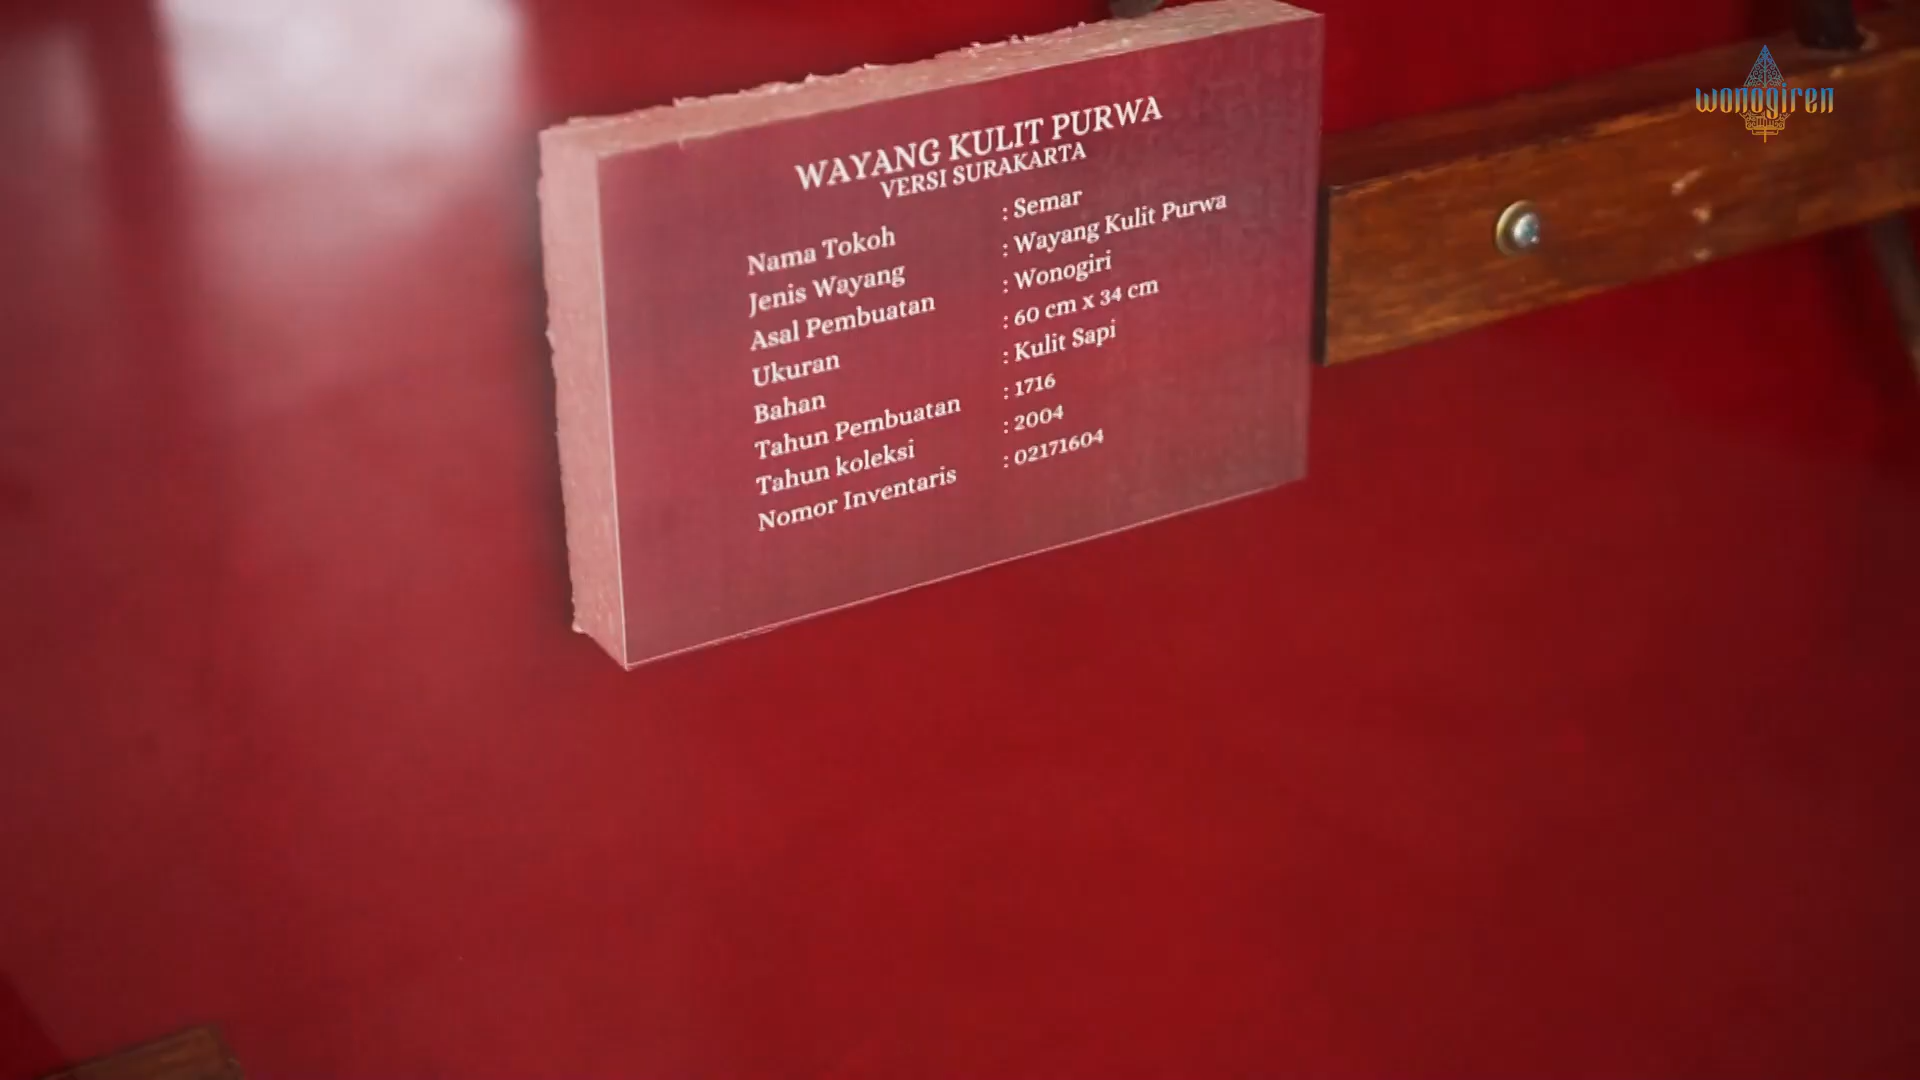 WAYANG KULIT PURWA
VERSI SURAKARTA
Nama Tokoh : Semar
Jenis Wayang : Wayang Kulit Purwa
Asal Pembuatan : Wonogiri
Ukuran : 60 cm x 34 cm
Bahan : Kulit Sapi
Tahun Pembuatan : 1716
Tahun koleksi : 2004
Nomor Inventaris : 02171604
wonogiren